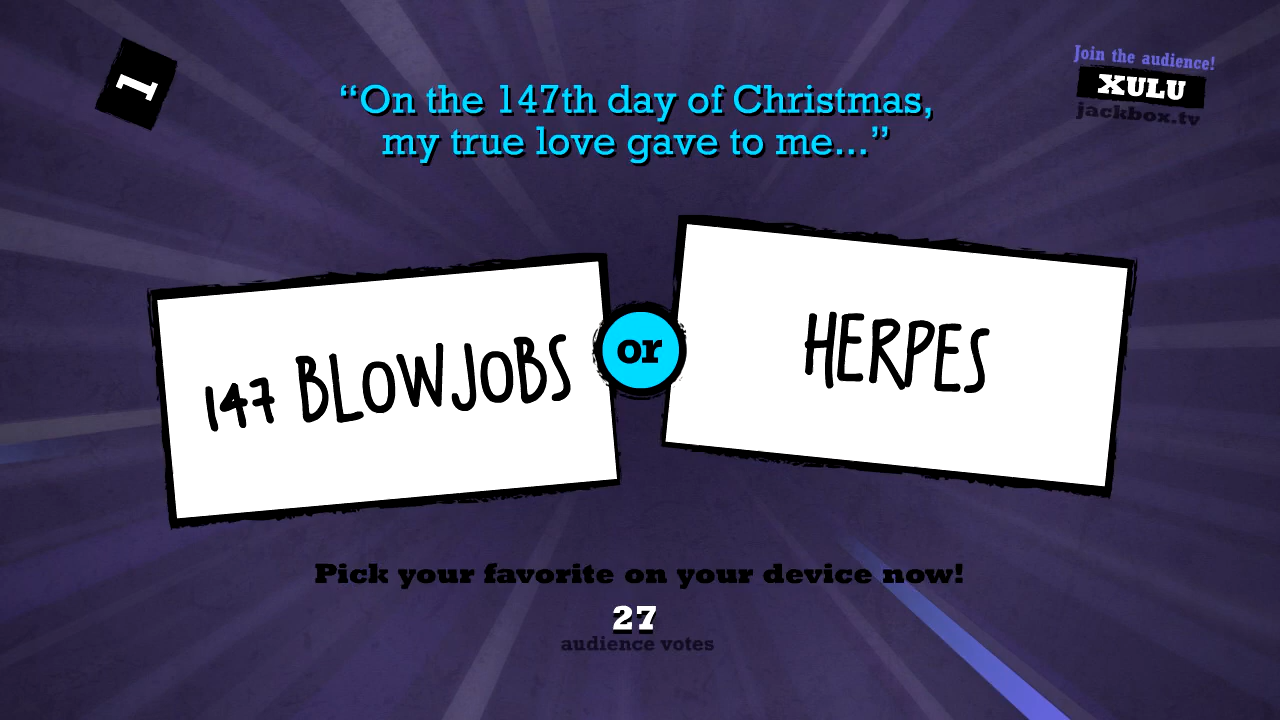 1
Join the audience!
XULU
jackbox.tv
“On the 147th day of Christmas,
my true love gave to me...”
147 BLOWJOBS
or
HERPES
Pick your favorite on your device now!
27
audience votes